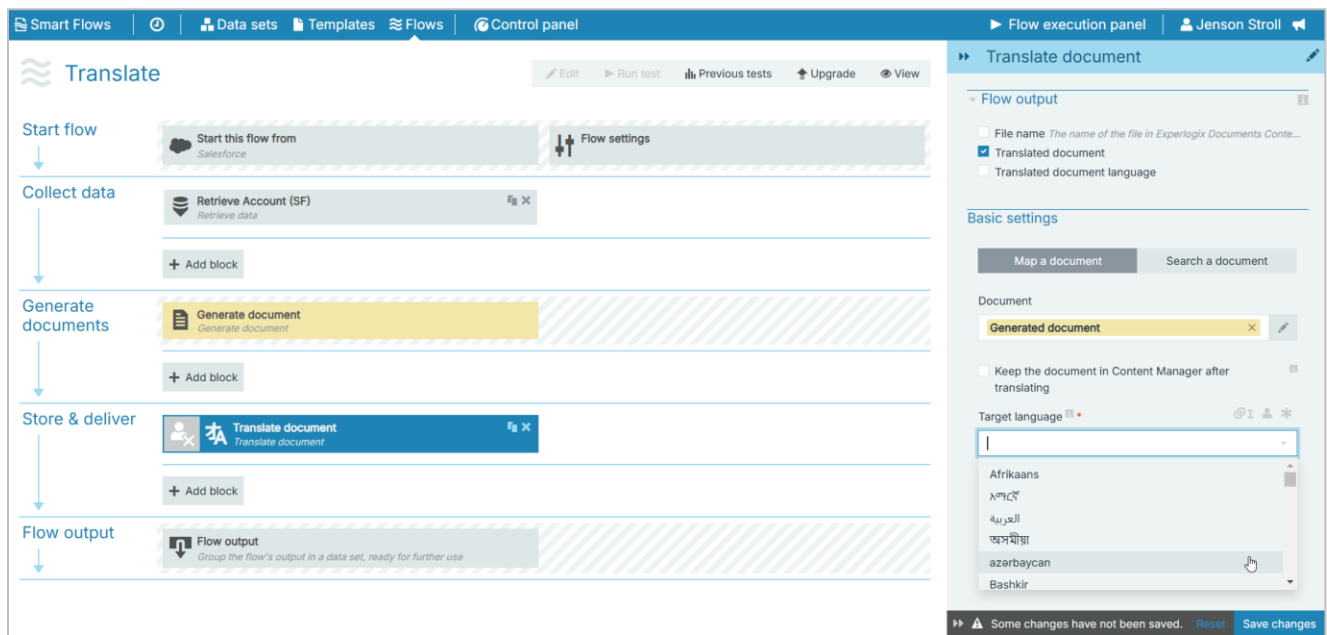 Smart Flows
Data sets
Templates
Flows
Control panel
Flow execution panel
Jenson Stroll
Translate
Edit
Run test
Previous tests
Upgrade
View
Start flow
Start this flow from
Salesforce
Flow settings
Collect data
Retrieve Account (SF)
Retrieve data
+ Add block
Generate
documents
Generate document
Generate document
+ Add block
Store & deliver
Translate document
Translate document
+ Add block
Flow output
Flow output
Group the flow's output in a data set, ready for further use
Translate document
Flow output
File name The name of the file in Experlogix Documents Conte...
Translated document
Translated document language
Basic settings
Map a document
Search a document
Document
Generated document
Keep the document in Content Manager after
translating
Target language
Afrikaans
አማርኛ
العربية
অসমীয়া
azərbaycan
Bashkir
Some changes have not been saved.
Reset
Save changes